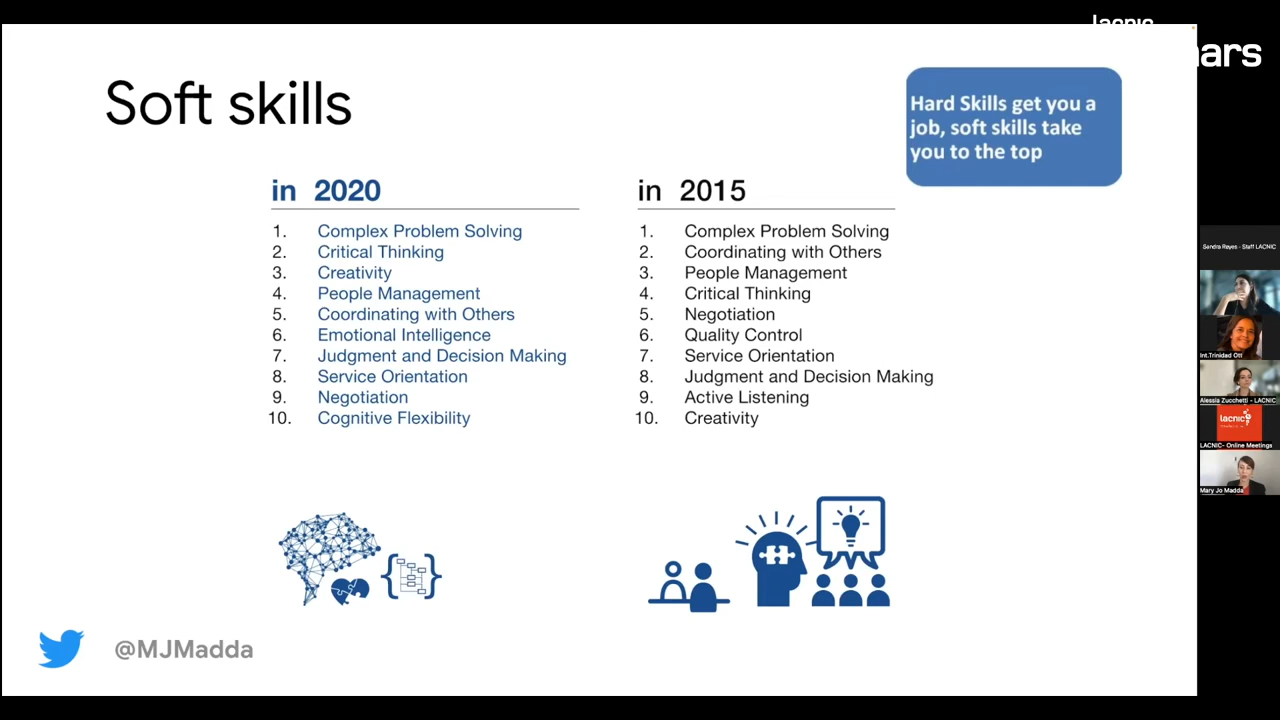 lacnic
nars
Soft skills
Hard Skills get you a
job, soft skills take
you to the top
in 2020
1. Complex Problem Solving
2. Critical Thinking
3. Creativity
4. People Management
5. Coordinating with Others
6. Emotional Intelligence
7. Judgment and Decision Making
8. Service Orientation
9. Negotiation
10. Cognitive Flexibility
in 2015
1. Complex Problem Solving
2. Coordinating with Others
3. People Management
4. Critical Thinking
5. Negotiation
6. Quality Control
7. Service Orientation
8. Judgment and Decision Making
9. Active Listening
10. Creativity
@MJMadda
Sandra Reyes - Staff LACNIC
Int.Trinidad Ott
Alessia Zucchetti - LACNIC
lacnic
LACNIC- Online Meetings
Mary Jo Madda